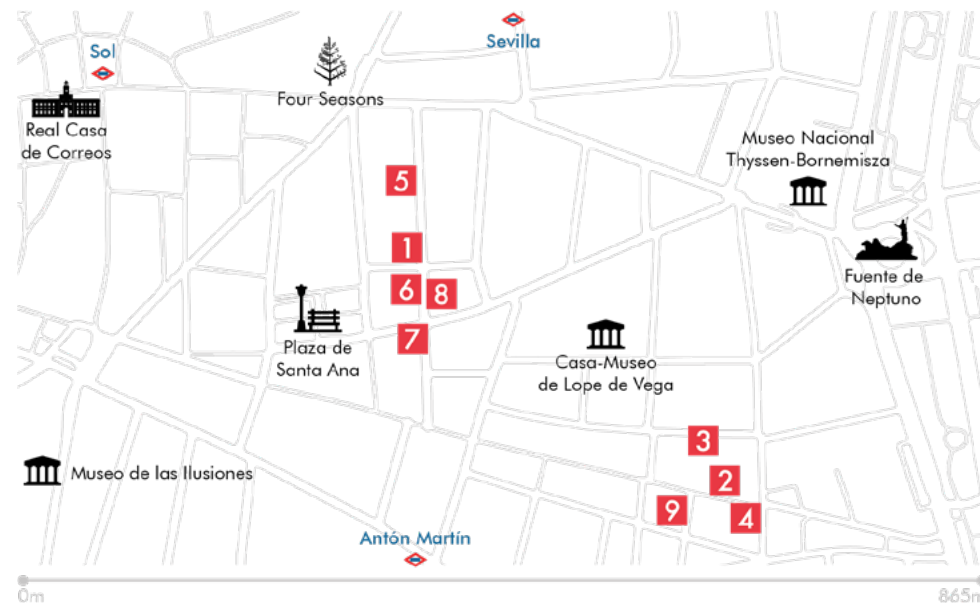 Sevilla
Sol
Four Seasons
Real Casa
de Correos
Museo Nacional
Thyssen-Bornemisza
5
1
6
8
Fuente de
Neptuno
7
Plaza de
Santa Ana
Casa-Museo
de Lope de Vega
3
Museo de las Ilusiones
2
9
4
Antón Martín
0m
865m